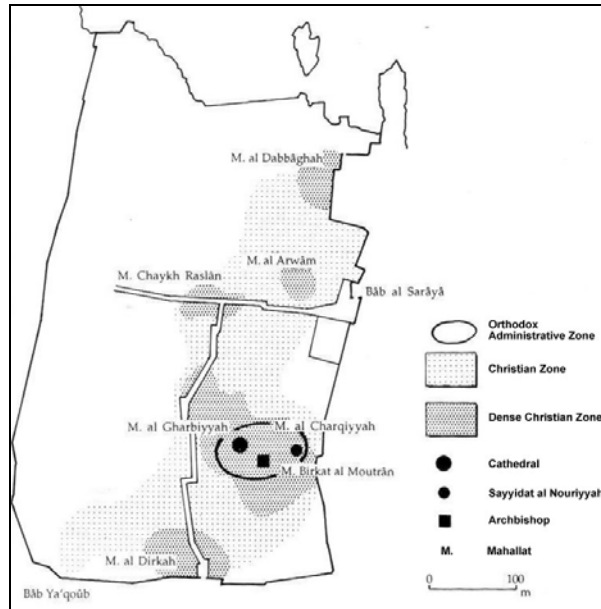 M. al Dabbâghah
M. al Arwâm
M. Chaykh Raslân
Bâb al Sarâyâ
M. al Gharbiyyah
M. al Charqiyyah
M. Birkat al Moutrân
M. al Dirkah
Bâb Ya'qoûb
Orthodox
Administrative Zone
Christian Zone
Dense Christian Zone
Cathedral
Sayyidat al Nouriyyah
Archbishop
M. Mahallat
0 100
m